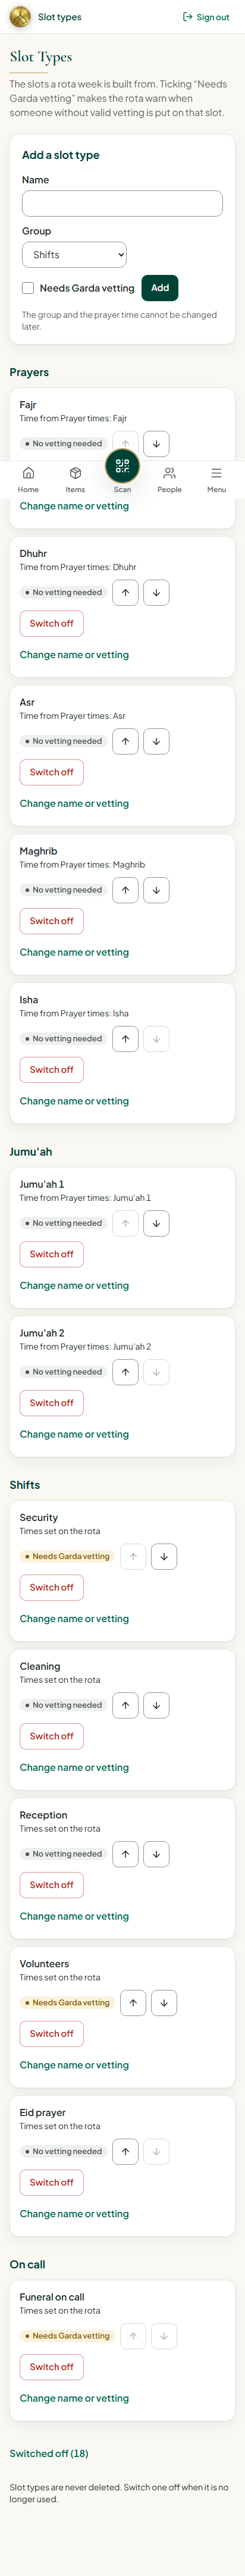 Slot types
Sign out
Slot Types
The slots a rota week is built from. Ticking "Needs
Garda vetting" makes the rota warn when
someone without valid vetting is put on that slot.
Add a slot type
Name
Group
Shifts
Needs Garda vetting
Add
The group and the prayer time cannot be changed
later.
Prayers
Fajr
Time from Prayer times: Fajr
No vetting needed
Home
Items
Scan
People
Menu
Change name or vetting
Dhuhr
Time from Prayer times: Dhuhr
No vetting needed
Switch off
Change name or vetting
Asr
Time from Prayer times: Asr
No vetting needed
Switch off
Change name or vetting
Maghrib
Time from Prayer times: Maghrib
No vetting needed
Switch off
Change name or vetting
Isha
Time from Prayer times: Isha
No vetting needed
Switch off
Change name or vetting
Jumu'ah
Jumu'ah 1
Time from Prayer times: Jumu'ah 1
No vetting needed
Switch off
Change name or vetting
Jumu'ah 2
Time from Prayer times: Jumu'ah 2
No vetting needed
Switch off
Change name or vetting
Shifts
Security
Times set on the rota
Needs Garda vetting
Switch off
Change name or vetting
Cleaning
Times set on the rota
No vetting needed
Switch off
Change name or vetting
Reception
Times set on the rota
No vetting needed
Switch off
Change name or vetting
Volunteers
Times set on the rota
Needs Garda vetting
Switch off
Change name or vetting
Eid prayer
Times set on the rota
No vetting needed
Switch off
Change name or vetting
On call
Funeral on call
Times set on the rota
Needs Garda vetting
Switch off
Change name or vetting
Switched off (18)
Slot types are never deleted. Switch one off when it is no
longer used.